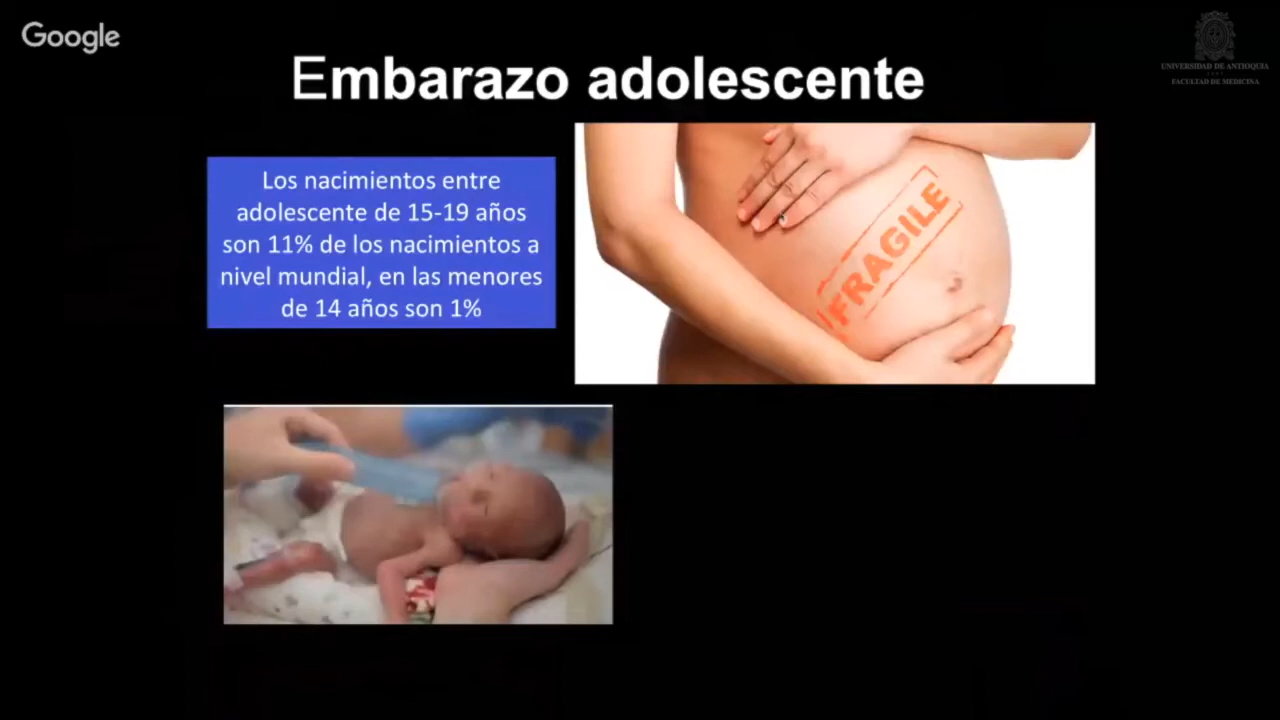 Google
UNIVERSIDAD DE ANTIOQUIA
FACULTAD DE MEDICINA
Embarazo adolescente
Los nacimientos entre
adolescente de 15-19 años
son 11% de los nacimientos a
nivel mundial, en las menores
de 14 años son 1%
FRAGILE